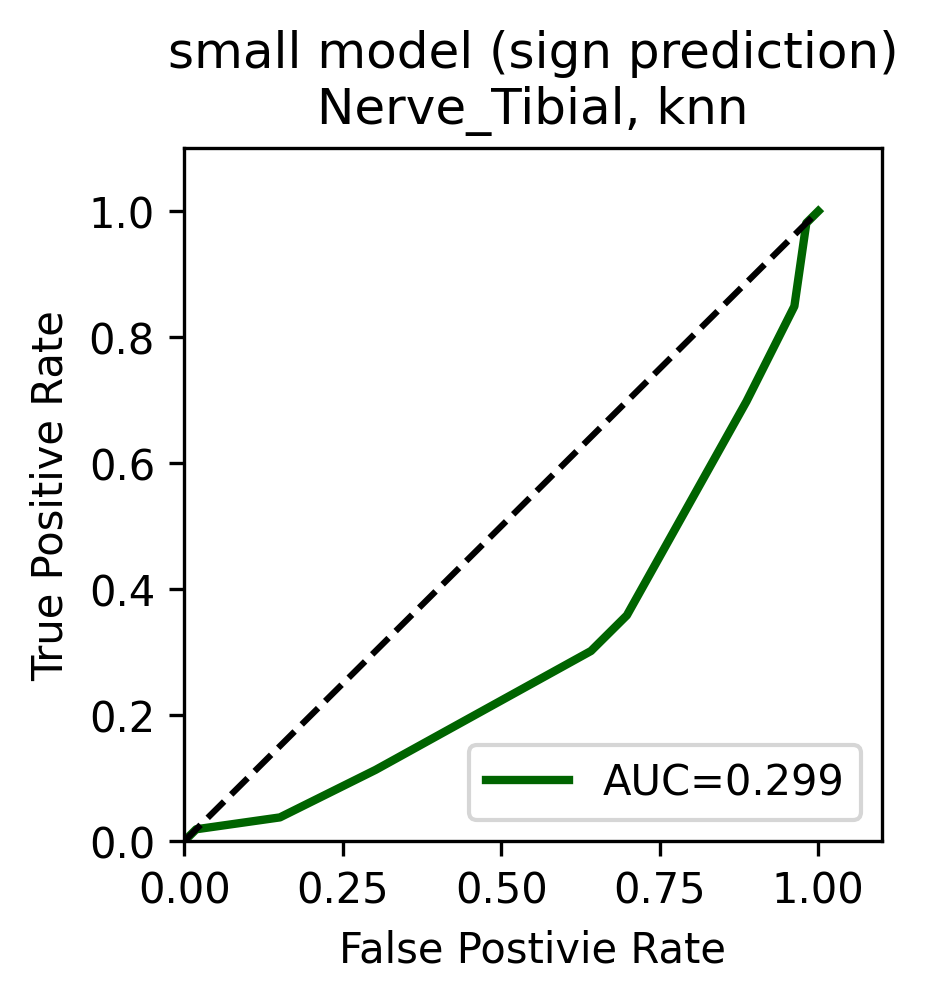 small model (sign prediction)
Nerve_Tibial, knn
1.0
0.8
0.6
0.4
0.2
0.0
True Positive Rate
AUC=0.299
0.00 0.25 0.50 0.75 1.00
False Postivie Rate